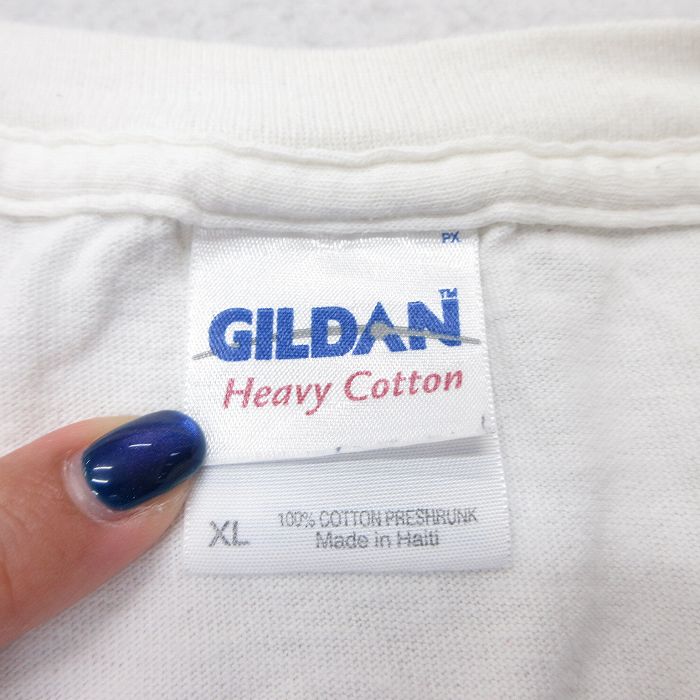 PX
GILDAN™
Heavy Cotton
XL
100% COTTON PRESHRUNK
Made in Haiti